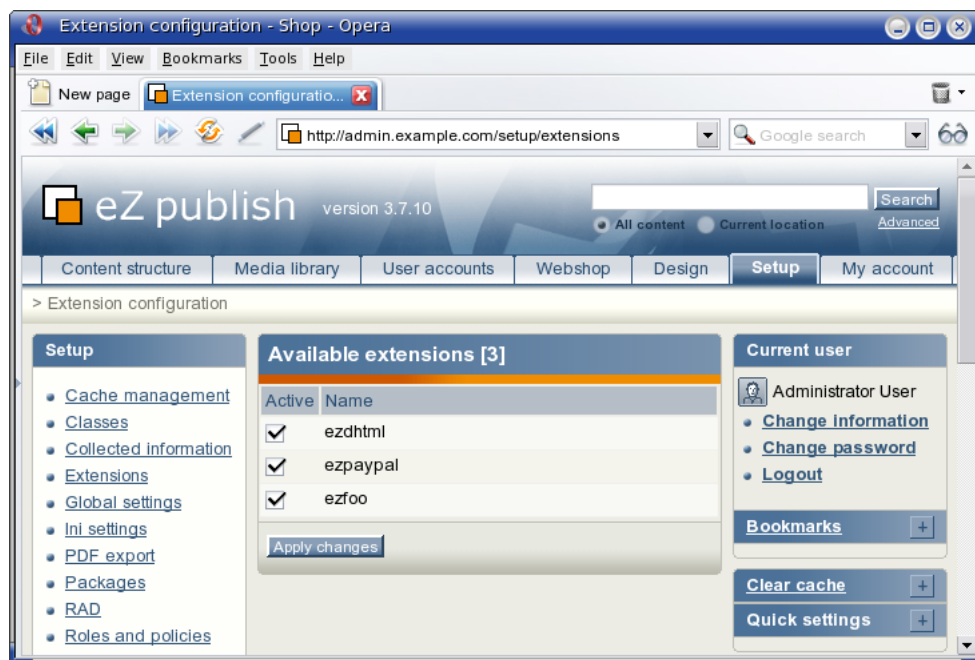 Extension configuration - Shop - Opera
File Edit View Bookmarks Tools Help
New page Extension configuratio...
http://admin.example.com/setup/extensions Google search
eZ publish version 3.7.10 Search
All content Current location Advanced
Content structure Media library User accounts Webshop Design Setup My account
> Extension configuration
Setup
Cache management
Classes
Collected information
Extensions
Global settings
Ini settings
PDF export
Packages
RAD
Roles and policies
Available extensions [3]
Active Name
ezdhtml
ezpaypal
ezfoo
Apply changes
Current user
Administrator User
Change information
Change password
Logout
Bookmarks +
Clear cache +
Quick settings +